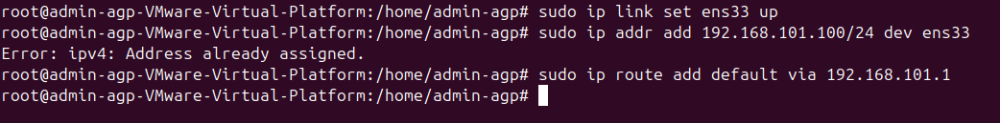 root@admin-agp-VMware-Virtual-Platform:/home/admin-agp# sudo ip link set ens33 up
root@admin-agp-VMware-Virtual-Platform:/home/admin-agp# sudo ip addr add 192.168.101.100/24 dev ens33
Error: ipv4: Address already assigned.
root@admin-agp-VMware-Virtual-Platform:/home/admin-agp# sudo ip route add default via 192.168.101.1
root@admin-agp-VMware-Virtual-Platform:/home/admin-agp#